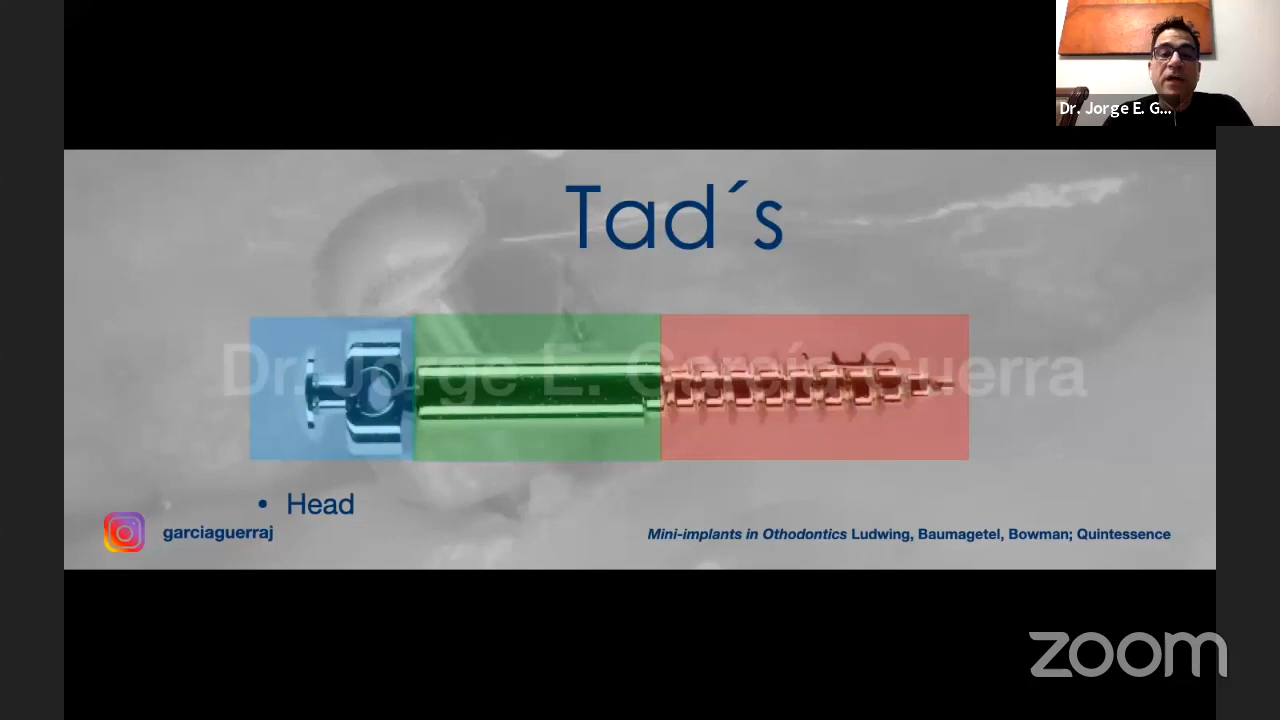 Dr. Jorge E. G...
Tad´s
Dr. Jorge E. García Guerra
• Head
garciaguerraj
Mini-implants in Othodontics Ludwing, Baumagetel, Bowman; Quintessence
zoom